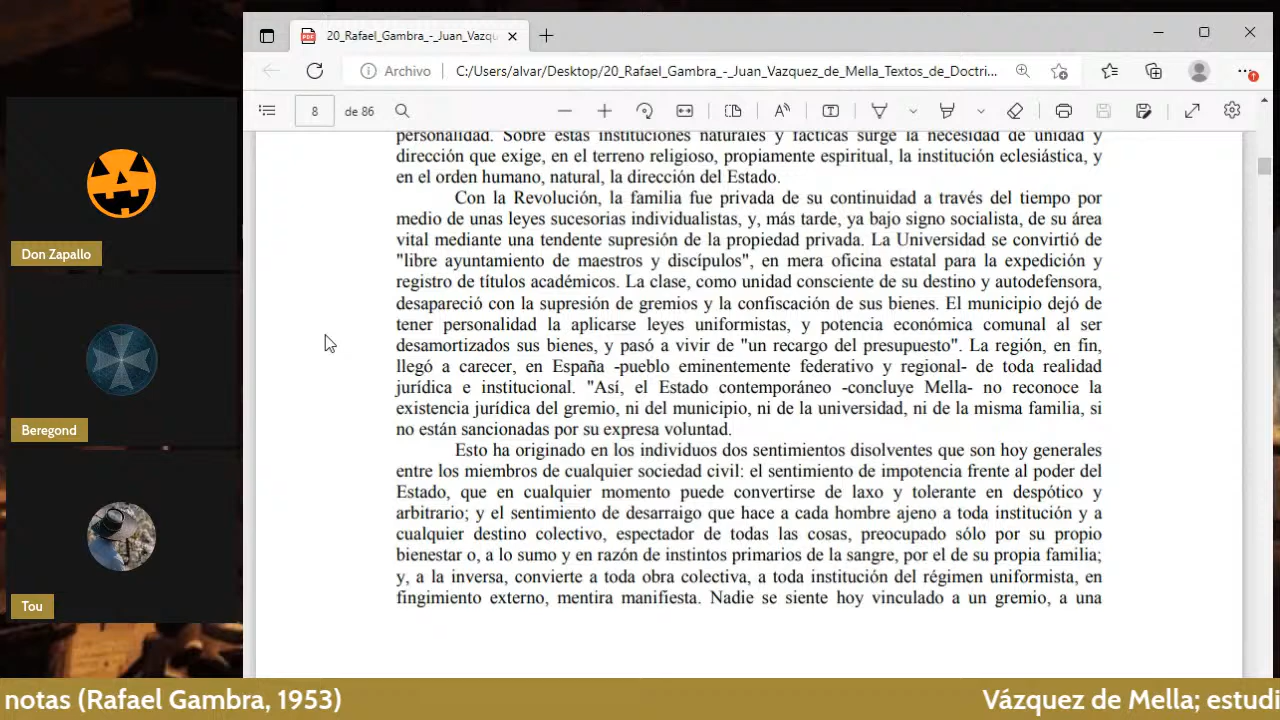 20_Rafael_Gambra_-_Juan_Vazqu
Archivo
C:/Users/alvar/Desktop/20_Rafael_Gambra_-_Juan_Vazquez_de_Mella_Textos_de_Doctri...
8
de 86
personalidad. Sobre estas instituciones naturales y fácticas surge la necesidad de unidad y
dirección que exige, en el terreno religioso, propiamente espiritual, la institución eclesiástica, y
en el orden humano, natural, la dirección del Estado.
Con la Revolución, la familia fue privada de su continuidad a través del tiempo por
medio de unas leyes sucesorias individualistas, y, más tarde, ya bajo signo socialista, de su área
vital mediante una tendente supresión de la propiedad privada. La Universidad se convirtió de
"libre ayuntamiento de maestros y discípulos", en mera oficina estatal para la expedición y
registro de títulos académicos. La clase, como unidad consciente de su destino y autodefensora,
desapareció con la supresión de gremios y la confiscación de sus bienes. El municipio dejó de
tener personalidad la aplicarse leyes uniformistas, y potencia económica comunal al ser
desamortizados sus bienes, y pasó a vivir de "un recargo del presupuesto". La región, en fin,
llegó a carecer, en España -pueblo eminentemente federativo y regional- de toda realidad
jurídica e institucional. "Así, el Estado contemporáneo -concluye Mella- no reconoce la
existencia jurídica del gremio, ni del municipio, ni de la universidad, ni de la misma familia, si
no están sancionadas por su expresa voluntad.
Esto ha originado en los individuos dos sentimientos disolventes que son hoy generales
entre los miembros de cualquier sociedad civil: el sentimiento de impotencia frente al poder del
Estado, que en cualquier momento puede convertirse de laxo y tolerante en despótico y
arbitrario; y el sentimiento de desarraigo que hace a cada hombre ajeno a toda institución y a
cualquier destino colectivo, espectador de todas las cosas, preocupado sólo por su propio
bienestar o, a lo sumo y en razón de instintos primarios de la sangre, por el de su propia familia;
y, a la inversa, convierte a toda obra colectiva, a toda institución del régimen uniformista, en
fingimiento externo, mentira manifiesta. Nadie se siente hoy vinculado a un gremio, a una
Don Zapallo
Beregond
Tou
notas (Rafael Gambra, 1953)
Vázquez de Mella; estudi